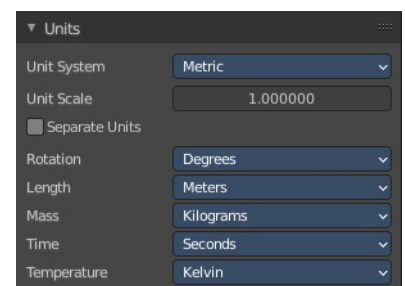 Units
Unit System Metric
Unit Scale 1.000000
Separate Units
Rotation Degrees
Length Meters
Mass Kilograms
Time Seconds
Temperature Kelvin